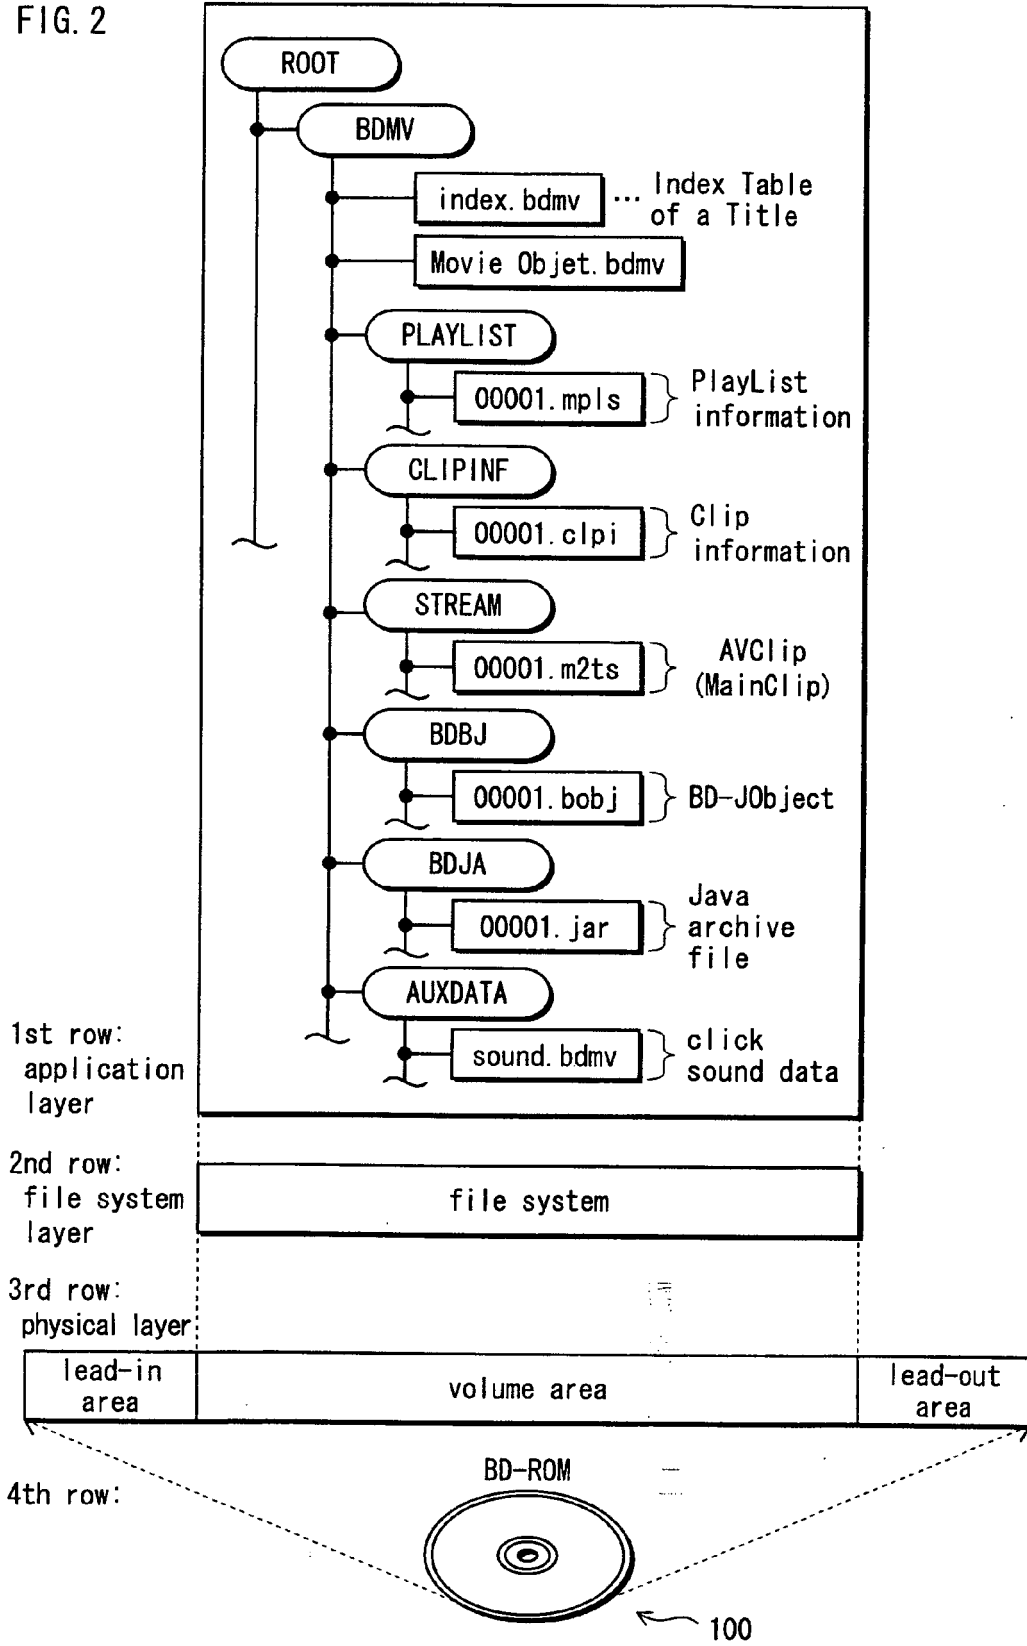 FIG. 2
ROOT
BDMV
index.bdmv ... Index Table
of a Title
Movie Objet.bdmv
PLAYLIST
00001.mpls
PlayList
information
CLIPINF
00001.clpi
Clip
information
STREAM
00001.m2ts
AVClip
(MainClip)
BDBJ
00001.bobj
BD-JObject
BDJA
00001.jar
Java
archive
file
AUXDATA
sound.bdmv
click
sound data
1st row:
application
layer
2nd row:
file system
layer
file system
3rd row:
physical layer
lead-in
area
volume area
lead-out
area
BD-ROM
4th row:
100